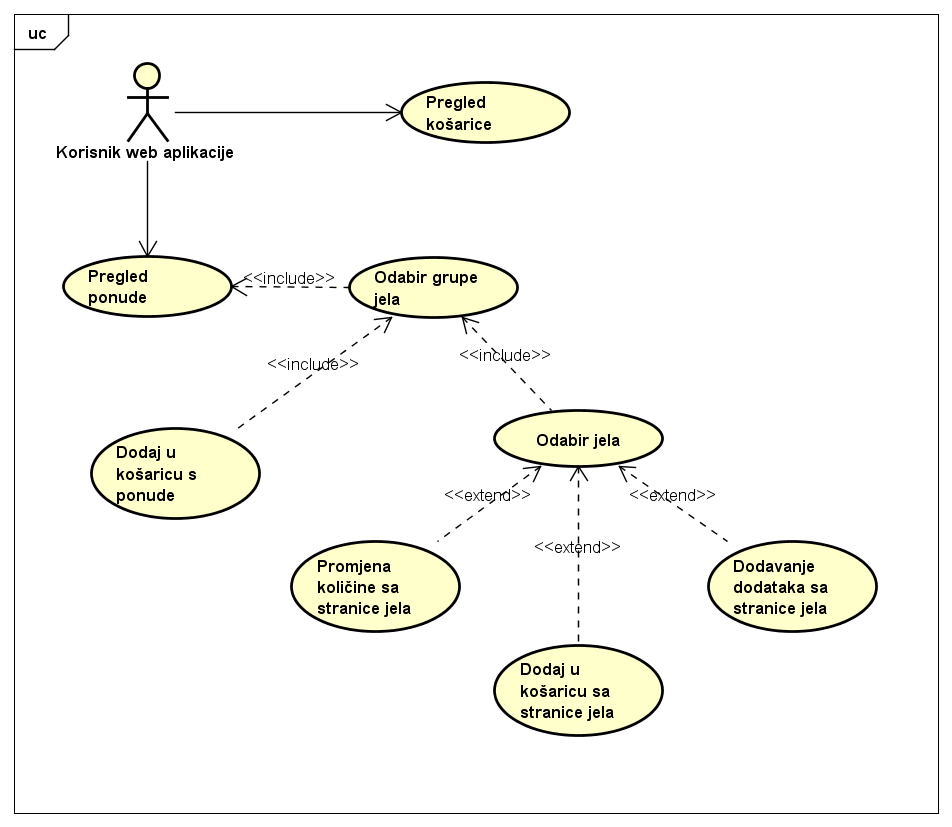 uc
Pregled
košarice
Korisnik web aplikacije
Pregled
ponude
<<include>>
Odabir grupe
jela
<<include>>
<<include>>
Dodaj u
košaricu s
ponude
Odabir jela
<<extend>>
<<extend>>
<<extend>>
Promjena
količine sa
stranice jela
Dodavanje
dodataka sa
stranice jela
Dodaj u
košaricu sa
stranice jela